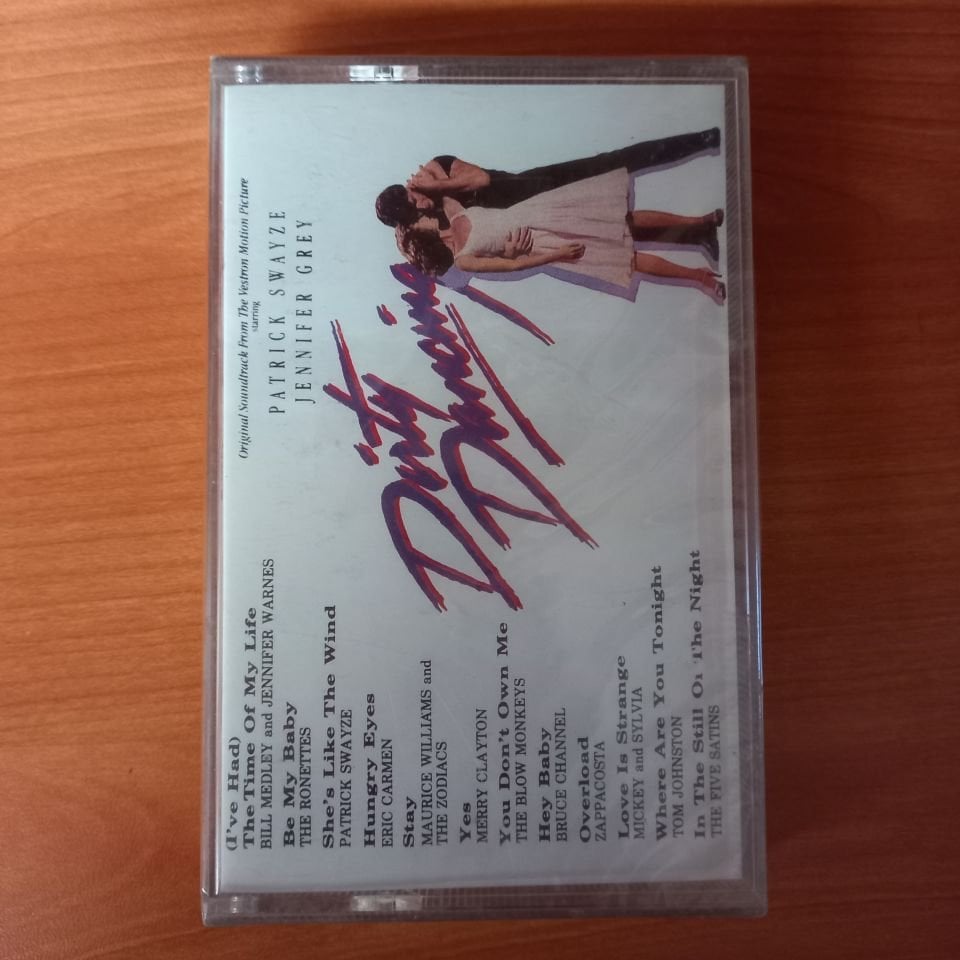 Original Soundtrack From The Vestron Motion Picture
starring
PATRICK SWAYZE
JENNIFER GREY
Dirty
Dancing
(I've Had)
The Time Of My Life
BILL MEDLEY and JENNIFER WARNES
Be My Baby
THE RONETTES
She's Like The Wind
PATRICK SWAYZE
Hungry Eyes
ERIC CARMEN
Stay
MAURICE WILLIAMS and
THE ZODIACS
Yes
MERRY CLAYTON
You Don't Own Me
THE BLOW MONKEYS
Hey Baby
BRUCE CHANNEL
Overload
ZAPPACOSTA
Love Is Strange
MICKEY and SYLVIA
Where Are You Tonight
TOM JOHNSTON
In The Still Of The Night
THE FIVE SATINS